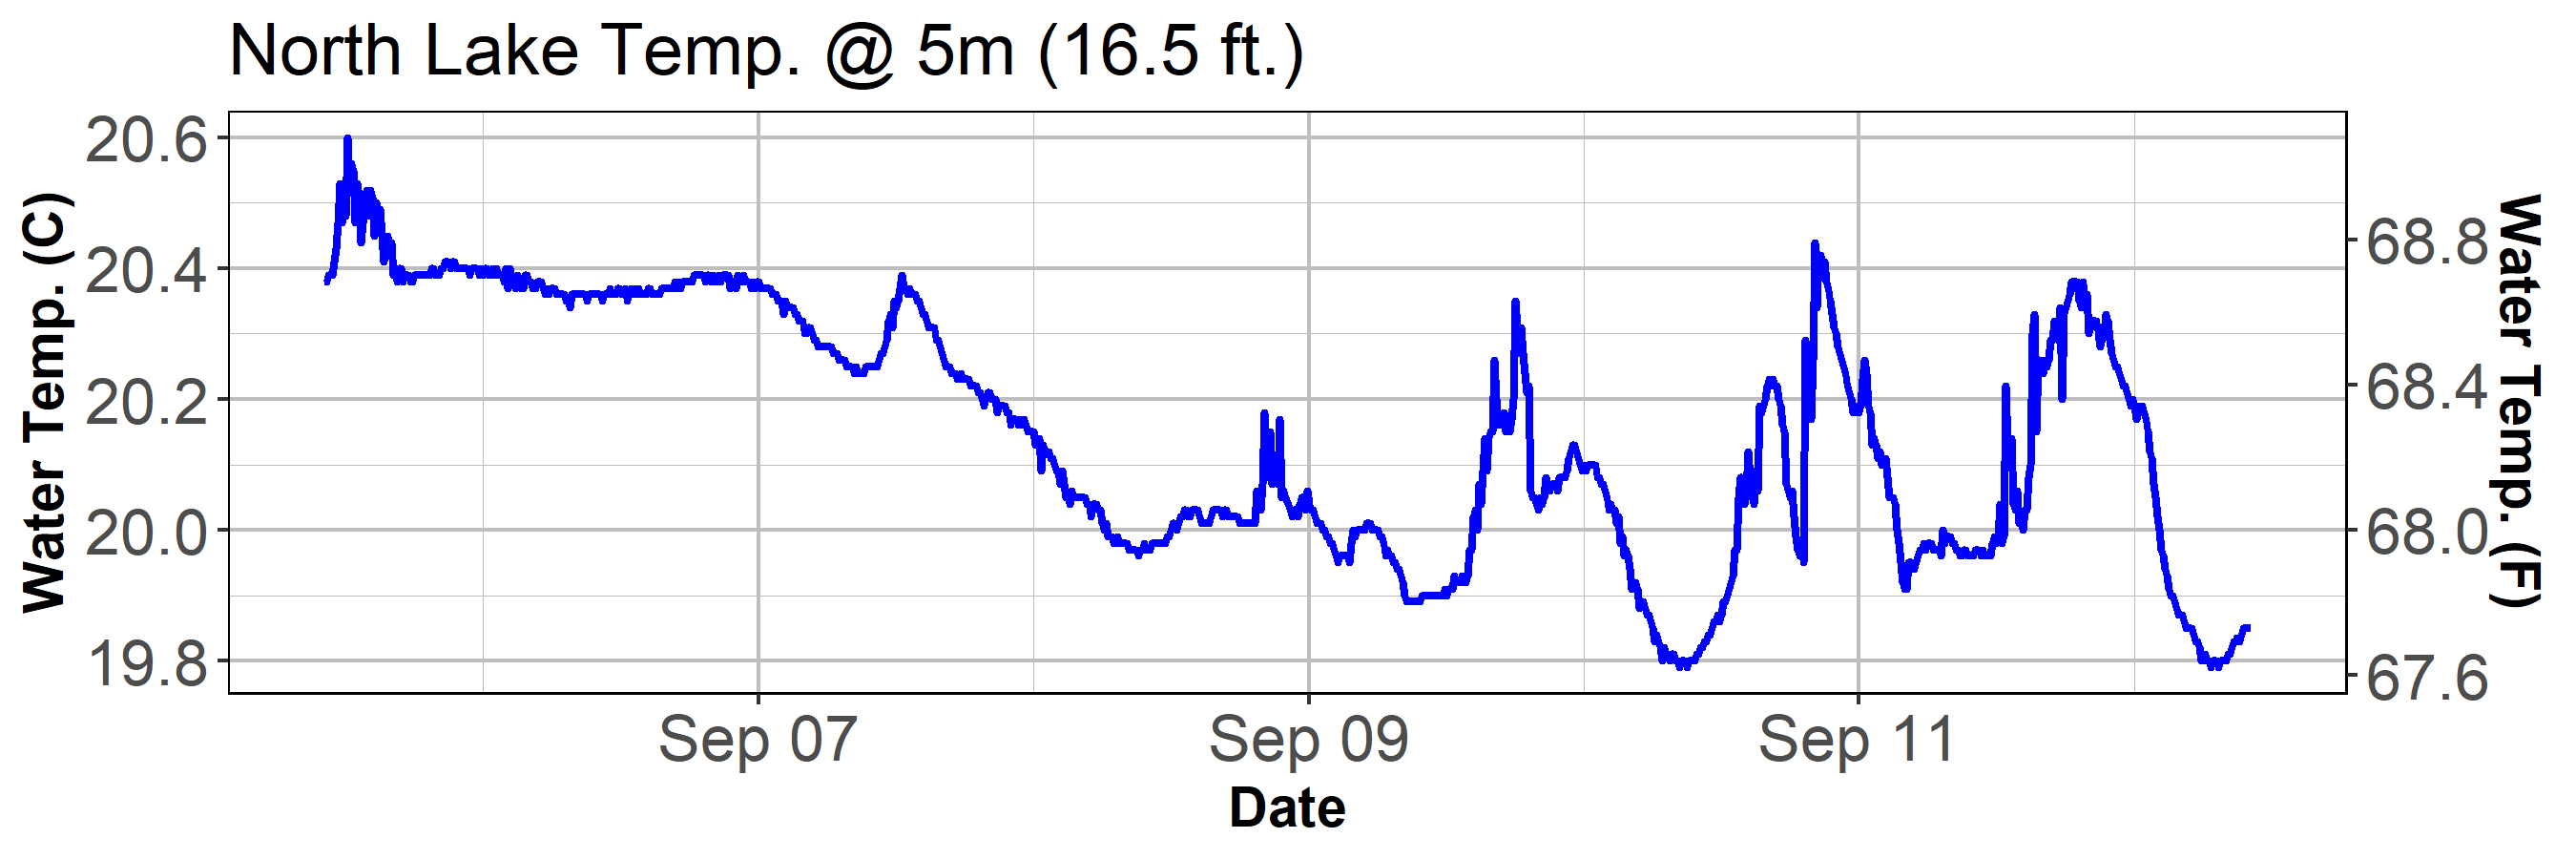 North Lake Temp. @ 5m (16.5 ft.)
Water Temp. (C)
20.6
20.4
20.2
20.0
19.8
68.8
68.4
68.0
67.6
Water Temp. (F)
Sep 07 Sep 09 Sep 11
Date